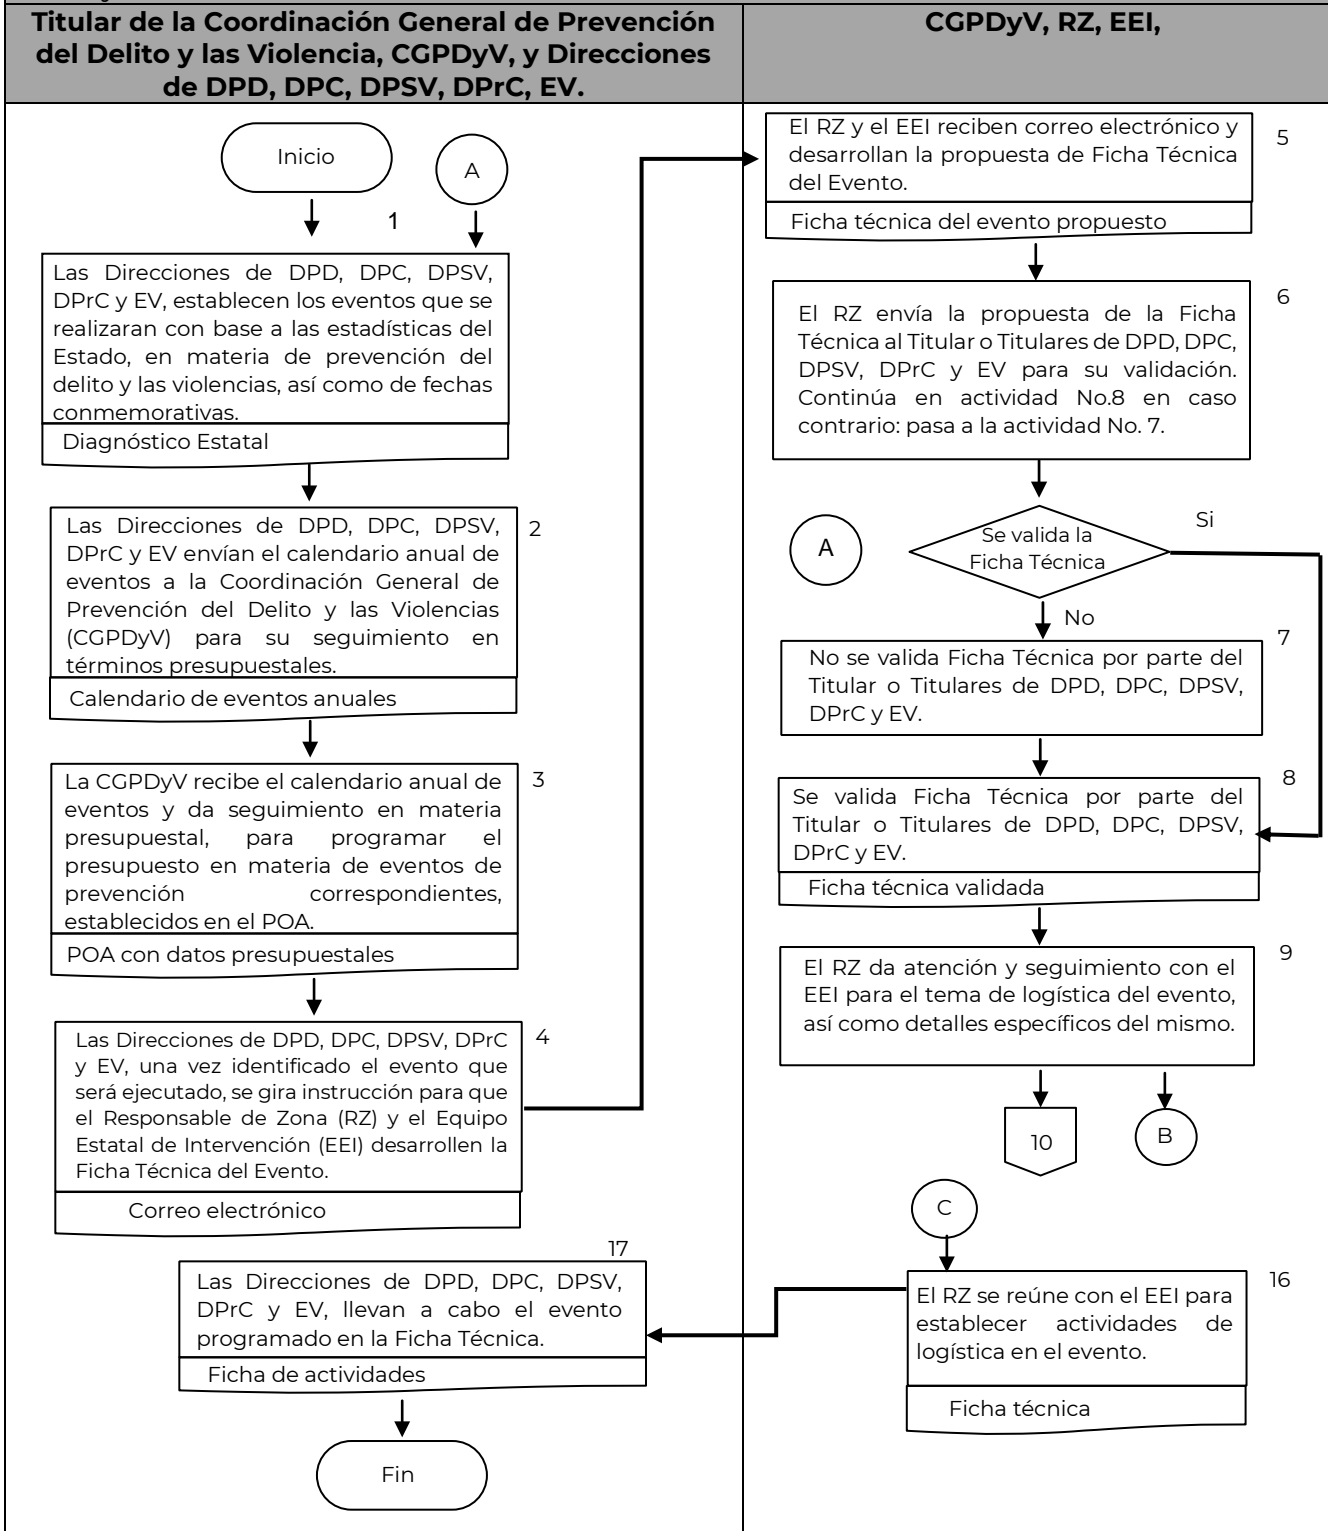 Titular de la Coordinación General de Prevención
del Delito y las Violencia, CGPDyV, y Direcciones
de DPD, DPC, DPSV, DPrC, EV.
CGPDyV, RZ, EEI,
Inicio
A
1
Las Direcciones de DPD, DPC, DPSV,
DPrC y EV, establecen los eventos que se
realizaran con base a las estadísticas del
Estado, en materia de prevención del
delito y las violencias, así como de fechas
conmemorativas.
Diagnóstico Estatal
2
Las Direcciones de DPD, DPC, DPSV,
DPrC y EV envían el calendario anual de
eventos a la Coordinación General de
Prevención del Delito y las Violencias
(CGPDyV) para su seguimiento en
términos presupuestales.
Calendario de eventos anuales
3
La CGPDyV recibe el calendario anual de
eventos y da seguimiento en materia
presupuestal, para programar el
presupuesto en materia de eventos de
prevención correspondientes,
establecidos en el POA.
POA con datos presupuestales
4
Las Direcciones de DPD, DPC, DPSV, DPrC
y EV, una vez identificado el evento que
será ejecutado, se gira instrucción para que
el Responsable de Zona (RZ) y el Equipo
Estatal de Intervención (EEI) desarrollen la
Ficha Técnica del Evento.
Correo electrónico
17
Las Direcciones de DPD, DPC, DPSV,
DPrC y EV, llevan a cabo el evento
programado en la Ficha Técnica.
Ficha de actividades
Fin
5
El RZ y el EEI reciben correo electrónico y
desarrollan la propuesta de Ficha Técnica
del Evento.
Ficha técnica del evento propuesto
6
El RZ envía la propuesta de la Ficha
Técnica al Titular o Titulares de DPD, DPC,
DPSV, DPrC y EV para su validación.
Continúa en actividad No.8 en caso
contrario: pasa a la actividad No. 7.
A
Se valida la
Ficha Técnica
Si
No
7
No se valida Ficha Técnica por parte del
Titular o Titulares de DPD, DPC, DPSV,
DPrC y EV.
8
Se valida Ficha Técnica por parte del
Titular o Titulares de DPD, DPC, DPSV,
DPrC y EV.
Ficha técnica validada
9
El RZ da atención y seguimiento con el
EEI para el tema de logística del evento,
así como detalles específicos del mismo.
10
B
C
16
El RZ se reúne con el EEI para
establecer actividades de
logística en el evento.
Ficha técnica